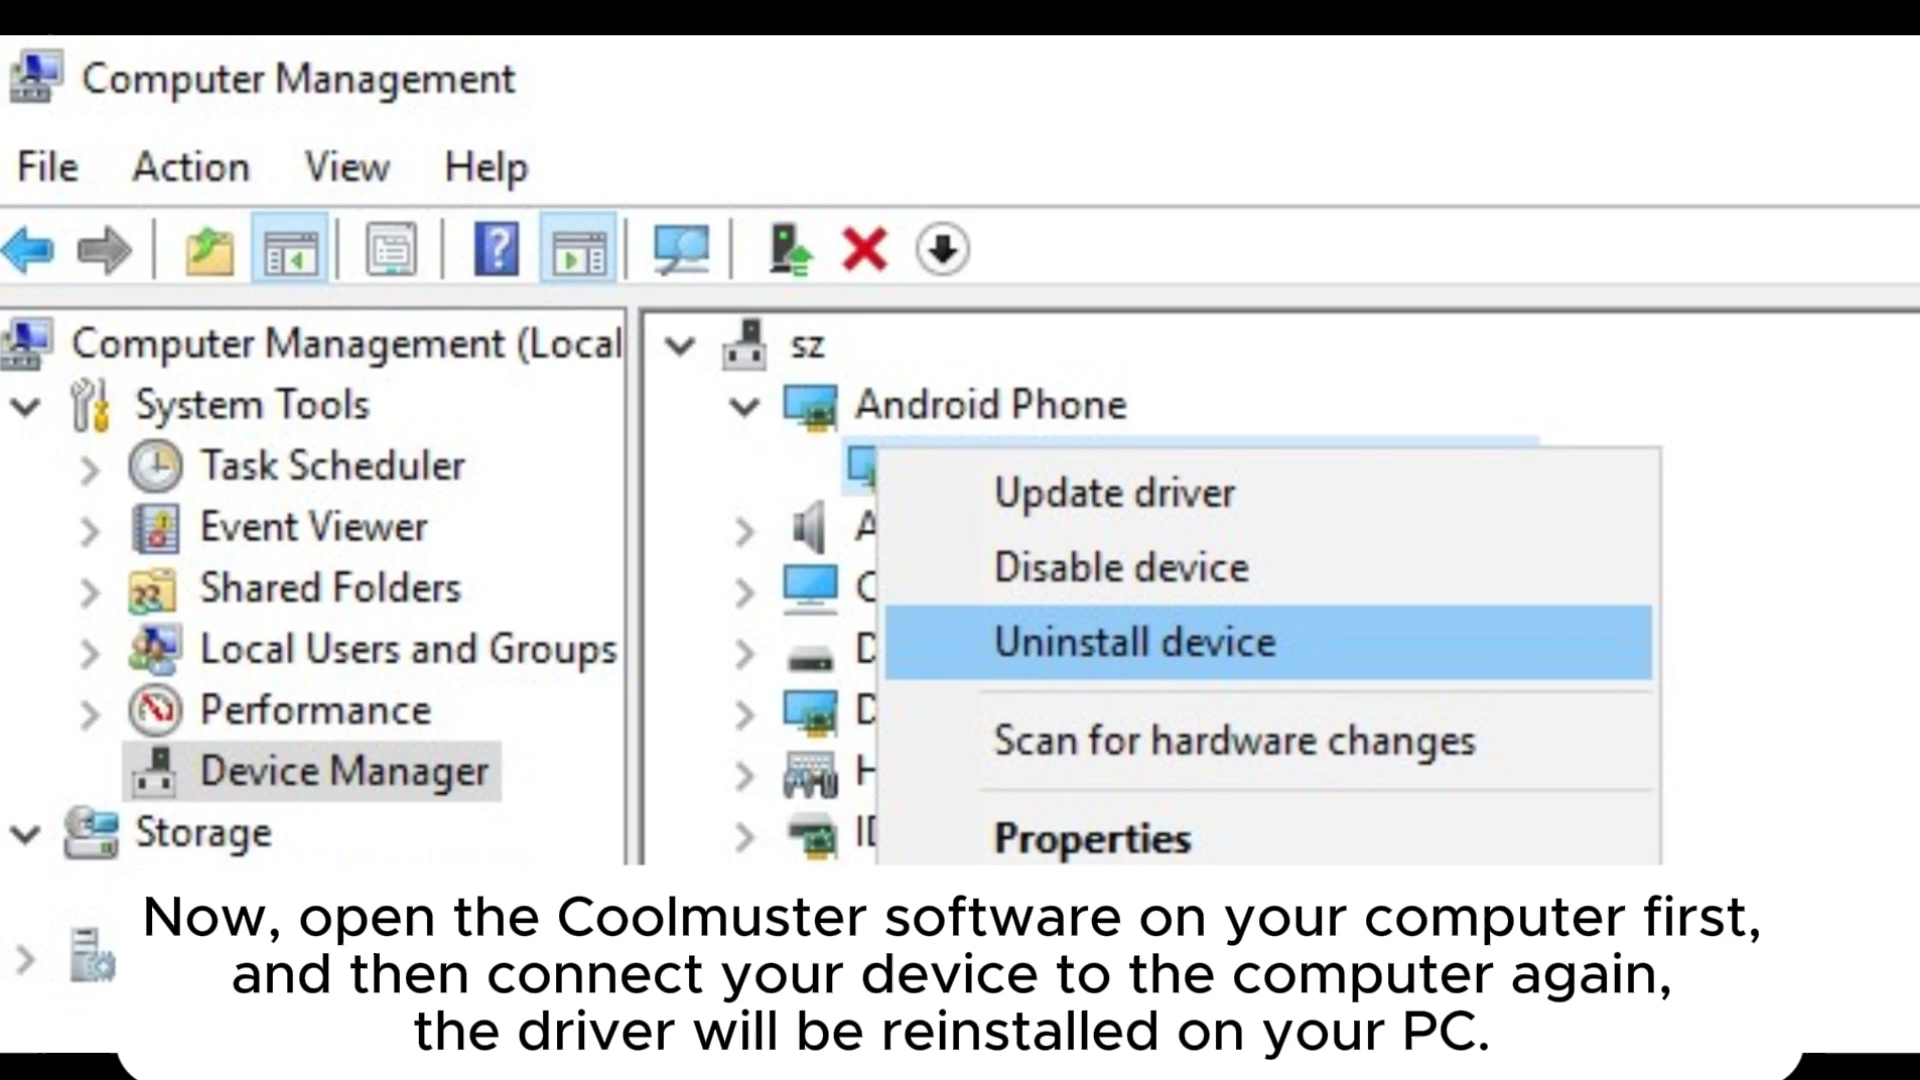 Computer Management
File Action View Help
Computer Management (Local
System Tools
Task Scheduler
Event Viewer
Shared Folders
Local Users and Groups
Performance
Device Manager
Storage
sz
Android Phone
A
C
D
D
H
Update driver
Disable device
Uninstall device
Scan for hardware changes
Properties
Now, open the Coolmuster software on your computer first,
and then connect your device to the computer again,
the driver will be reinstalled on your PC.